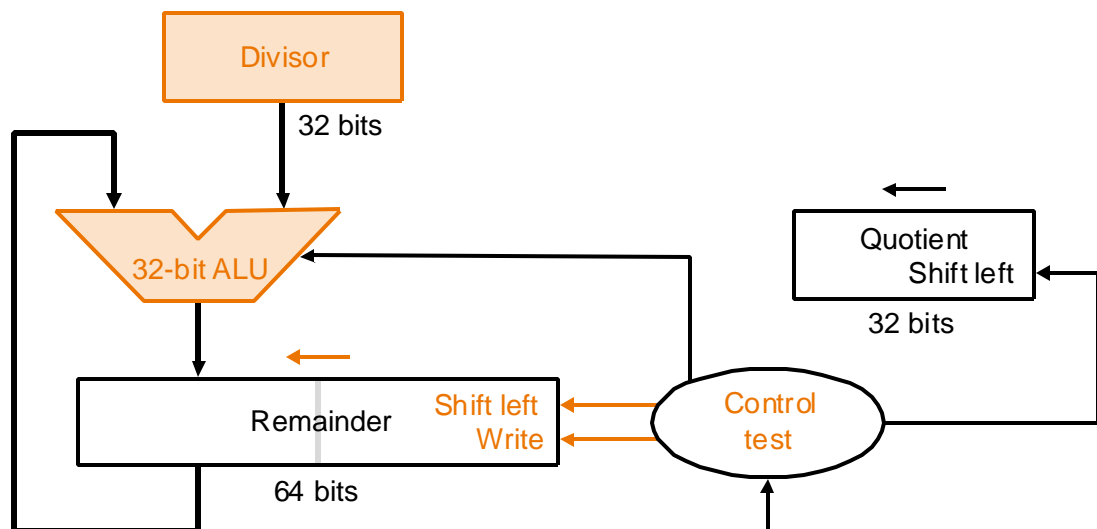 Divisor
32 bits
32-bit ALU
Quotient
Shift left
32 bits
Remainder
Shift left
Write
64 bits
Control
test